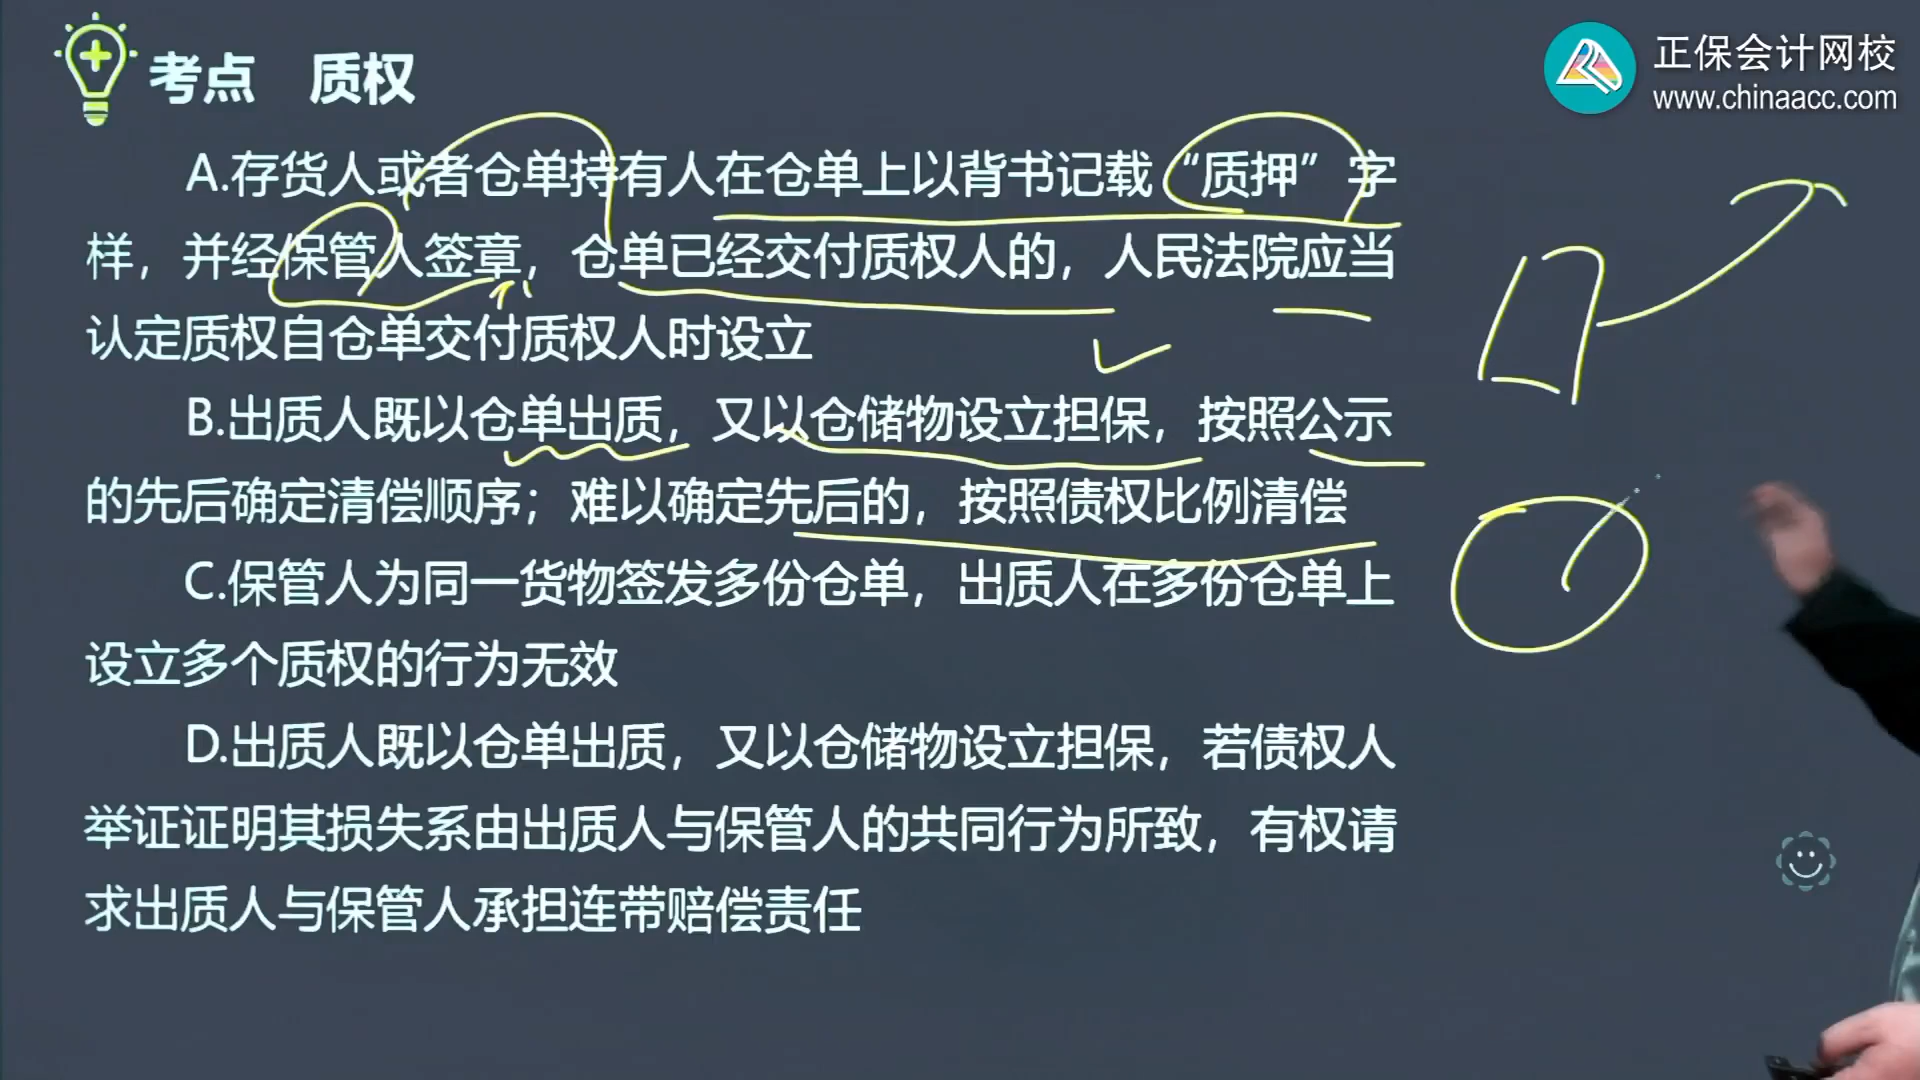 考点 质权
正保会计网校
www.chinaacc.com
A.存货人或者仓单持有人在仓单上以背书记载“质押”字
样，并经保管人签章，仓单已经交付质权人的，人民法院应当
认定质权自仓单交付质权人时设立
B.出质人既以仓单出质，又以仓储物设立担保，按照公示
的先后确定清偿顺序；难以确定先后的，按照债权比例清偿
C.保管人为同一货物签发多份仓单，出质人在多份仓单上
设立多个质权的行为无效
D.出质人既以仓单出质，又以仓储物设立担保，若债权人
举证证明其损失系由出质人与保管人的共同行为所致，有权请
求出质人与保管人承担连带赔偿责任